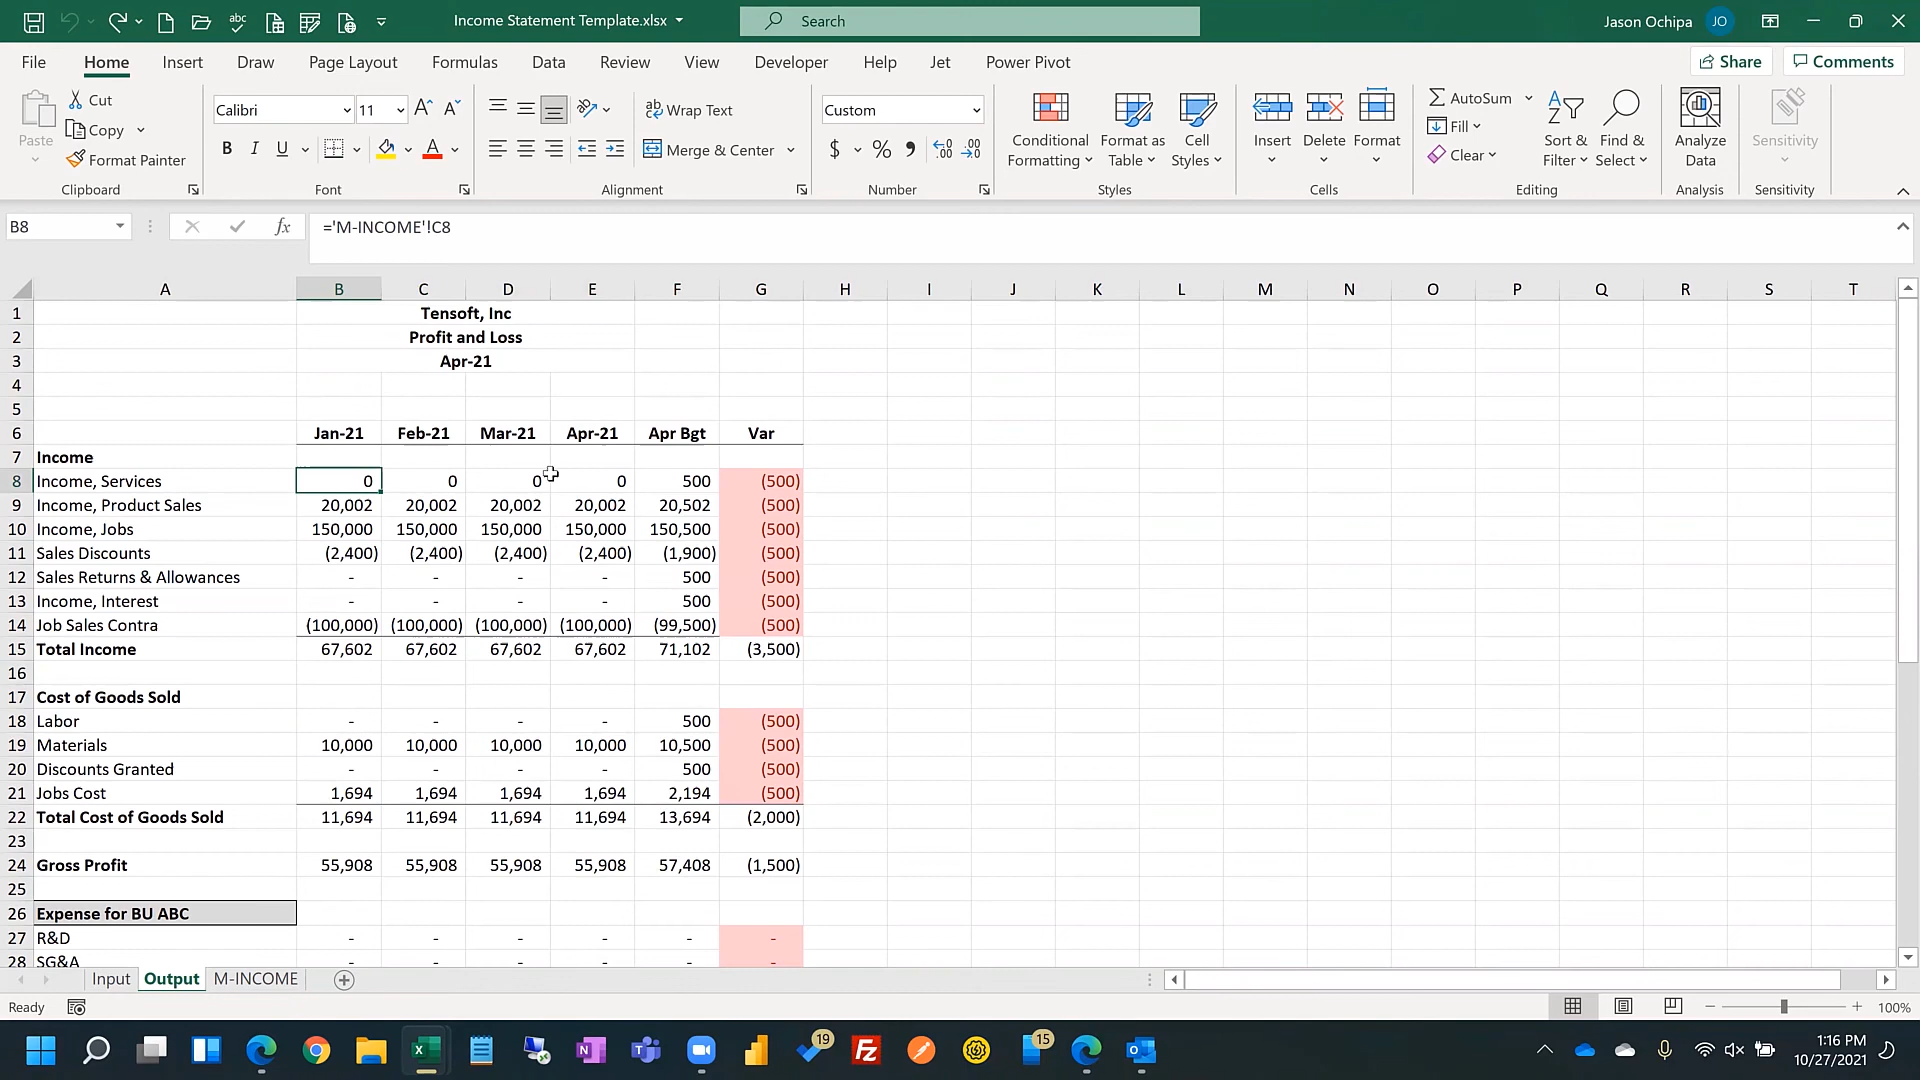 Income Statement Template.xlsx
Search
Jason Ochipa
JO
File Home Insert Draw Page Layout Formulas Data Review View Developer Help Jet Power Pivot
Share
Comments
Paste
Cut
Copy
Format Painter
Clipboard
Calibri
11
B I U
A A
Font
ab Wrap Text
Merge & Center
Alignment
Custom
$ % ,
Number
Conditional Formatting
Format as Table
Cell Styles
Styles
Insert
Delete
Format
Cells
AutoSum
Fill
Clear
Sort & Filter
Find & Select
Editing
Analyze Data
Analysis
Sensitivity
Sensitivity
B8
fx
='M-INCOME'!C8
A B C D E F G H I J K L M N O P Q R S T
1 Tensoft, Inc
2 Profit and Loss
3 Apr-21
4
5
6 Jan-21 Feb-21 Mar-21 Apr-21 Apr Bgt Var
7 Income
8 Income, Services 0 0 0 0 500 (500)
9 Income, Product Sales 20,002 20,002 20,002 20,002 20,502 (500)
10 Income, Jobs 150,000 150,000 150,000 150,000 150,500 (500)
11 Sales Discounts (2,400) (2,400) (2,400) (2,400) (1,900) (500)
12 Sales Returns & Allowances - - - - 500 (500)
13 Income, Interest - - - - 500 (500)
14 Job Sales Contra (100,000) (100,000) (100,000) (100,000) (99,500) (500)
15 Total Income 67,602 67,602 67,602 67,602 71,102 (3,500)
16
17 Cost of Goods Sold
18 Labor - - - - 500 (500)
19 Materials 10,000 10,000 10,000 10,000 10,500 (500)
20 Discounts Granted - - - - 500 (500)
21 Jobs Cost 1,694 1,694 1,694 1,694 2,194 (500)
22 Total Cost of Goods Sold 11,694 11,694 11,694 11,694 13,694 (2,000)
23
24 Gross Profit 55,908 55,908 55,908 55,908 57,408 (1,500)
25
26 Expense for BU ABC
27 R&D - - - - - -
28 SG&A - - - - - -
Input Output M-INCOME
Ready
100%
19
15
1:16 PM
10/27/2021